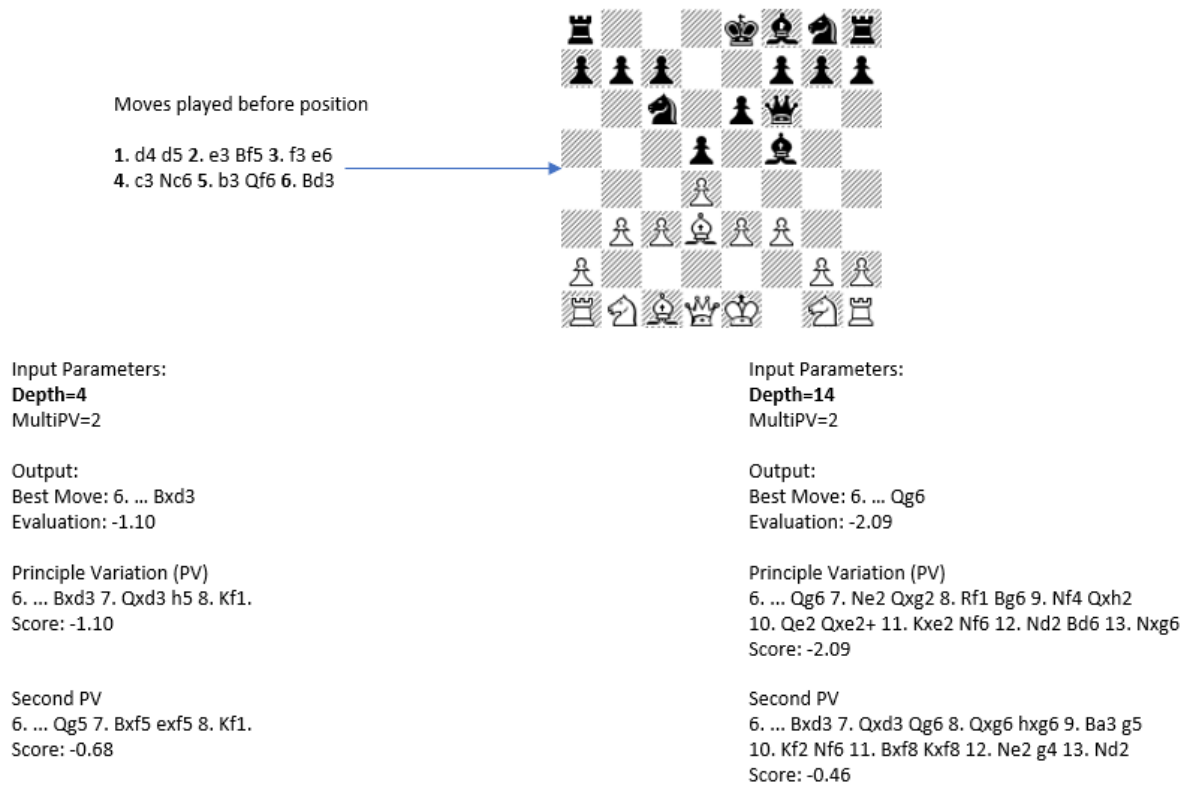 Moves played before position
1. d4 d5 2. e3 Bf5 3. f3 e6
4. c3 Nc6 5. b3 Qf6 6. Bd3
Input Parameters:
Depth=4
MultiPV=2
Output:
Best Move: 6. ... Bxd3
Evaluation: -1.10
Principle Variation (PV)
6. ... Bxd3 7. Qxd3 h5 8. Kf1.
Score: -1.10
Second PV
6. ... Qg5 7. Bxf5 exf5 8. Kf1.
Score: -0.68
Input Parameters:
Depth=14
MultiPV=2
Output:
Best Move: 6. ... Qg6
Evaluation: -2.09
Principle Variation (PV)
6. ... Qg6 7. Ne2 Qxg2 8. Rf1 Bg6 9. Nf4 Qxh2
10. Qe2 Qxe2+ 11. Kxe2 Nf6 12. Nd2 Bd6 13. Nxg6
Score: -2.09
Second PV
6. ... Bxd3 7. Qxd3 Qg6 8. Qxg6 hxg6 9. Ba3 g5
10. Kf2 Nf6 11. Bxf8 Kxf8 12. Ne2 g4 13. Nd2
Score: -0.46